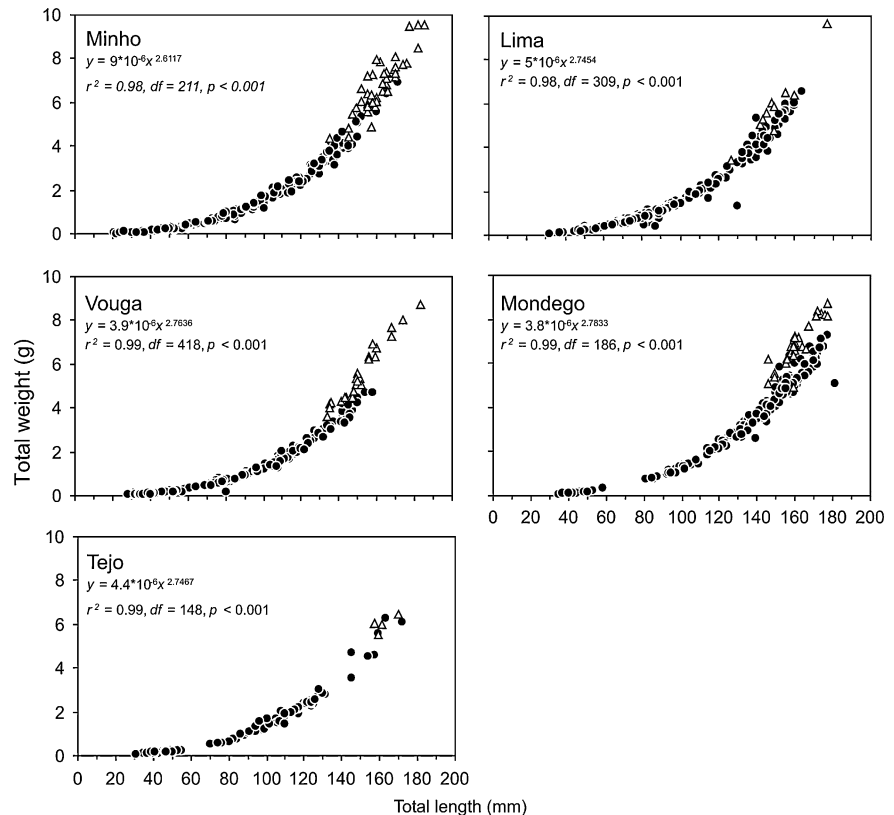 10
8
6
4
2
0
Minho
y = 9*10⁻⁶x ²·⁶¹¹⁷
r ² = 0.98, df = 211, p < 0.001
Lima
y = 5*10⁻⁶x ²·⁷⁴⁵⁴
r ² = 0.98, df = 309, p < 0.001
Total weight (g)
10
8
6
4
2
0
Vouga
y = 3.9*10⁻⁶x ²·⁷⁶³⁶
r ² = 0.99, df = 418, p < 0.001
Mondego
y = 3.8*10⁻⁶x ²·⁷⁸³³
r ² = 0.99, df = 186, p < 0.001
0 20 40 60 80 100 120 140 160 180 200
10
8
6
4
2
0
Tejo
y = 4.4*10⁻⁶x ²·⁷⁴⁶⁷
r ² = 0.99, df = 148, p < 0.001
0 20 40 60 80 100 120 140 160 180 200
Total length (mm)